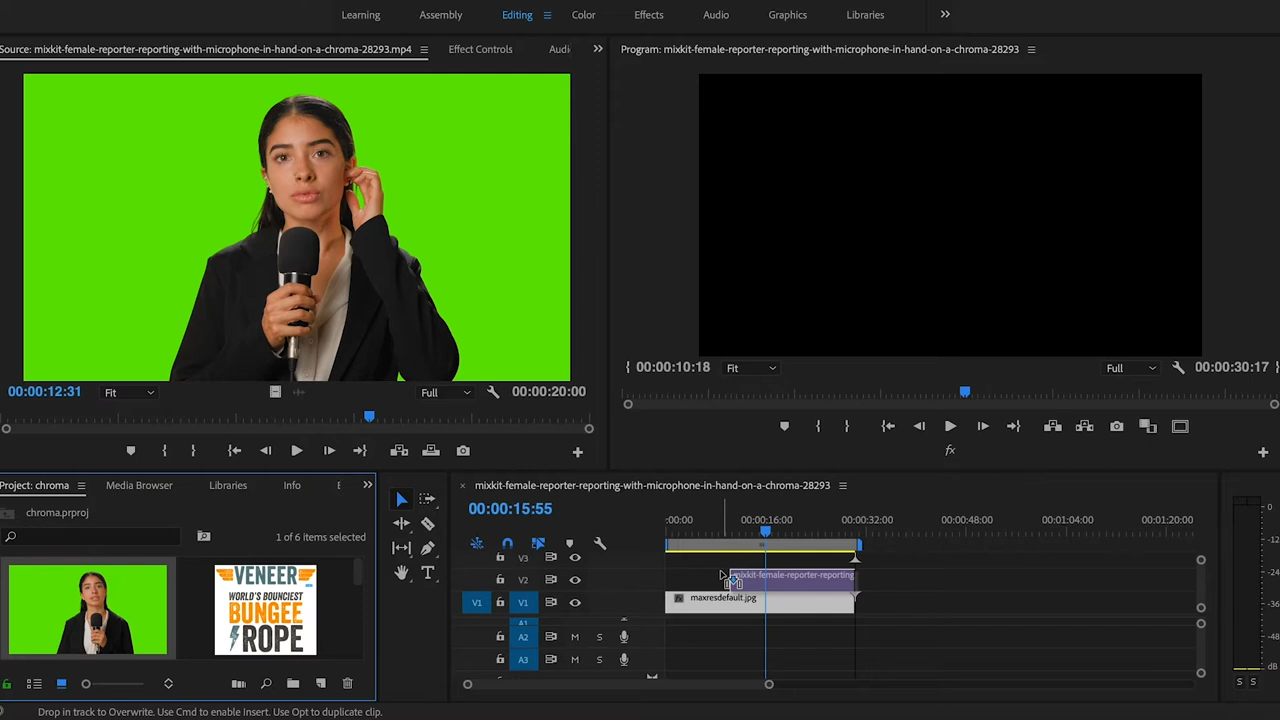 Learning Assembly Editing Color Effects Audio Graphics Libraries
Source: mixkit-female-reporter-reporting-with-microphone-in-hand-on-a-chroma-28293.mp4 Effect Controls
Program: mixkit-female-reporter-reporting-with-microphone-in-hand-on-a-chroma-28293
00:00:12:31 Fit Full 00:00:20:00
00:00:10:18 Fit Full 00:00:30:17
fx
Project: chroma Media Browser Libraries Info
chroma.prproj
1 of 6 items selected
VENEER
WORLD'S BOUNCIEST
BUNGEE
ROPE
mixkit-female-reporter-reporting-with-microphone-in-hand-on-a-chroma-28293
00:00:15:55
:00:00 00:00:16:00 00:00:32:00 00:00:48:00 00:01:04:00 00:01:20:00
V3
V2 mixkit-female-reporter-reporting
V1 V1 fx maxresdefault.jpg
A1
A2 M S
A3 M S
0
dB
S S
Drop in track to Overwrite. Use Cmd to enable Insert. Use Opt to duplicate clip.